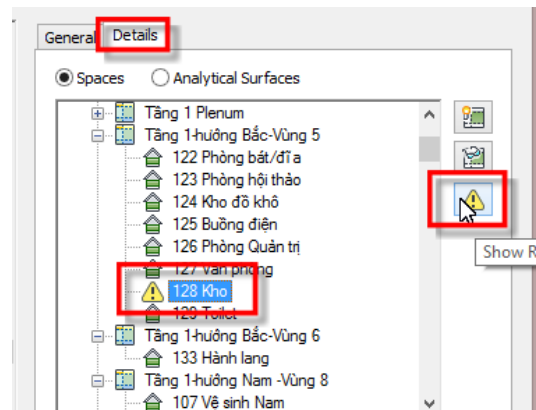 General Details
Spaces Analytical Surfaces
Tầng 1 Plenum
Tầng 1-hướng Bắc-Vùng 5
122 Phòng bát/đĩa
123 Phòng hội thảo
124 Kho đồ khô
125 Buồng điện
126 Phòng Quản trị
127 Văn phòng
128 Kho
129 Toilet
Tầng 1-hướng Bắc-Vùng 6
133 Hành lang
Tầng 1-hướng Nam -Vùng 8
107 Vệ sinh Nam
Show R